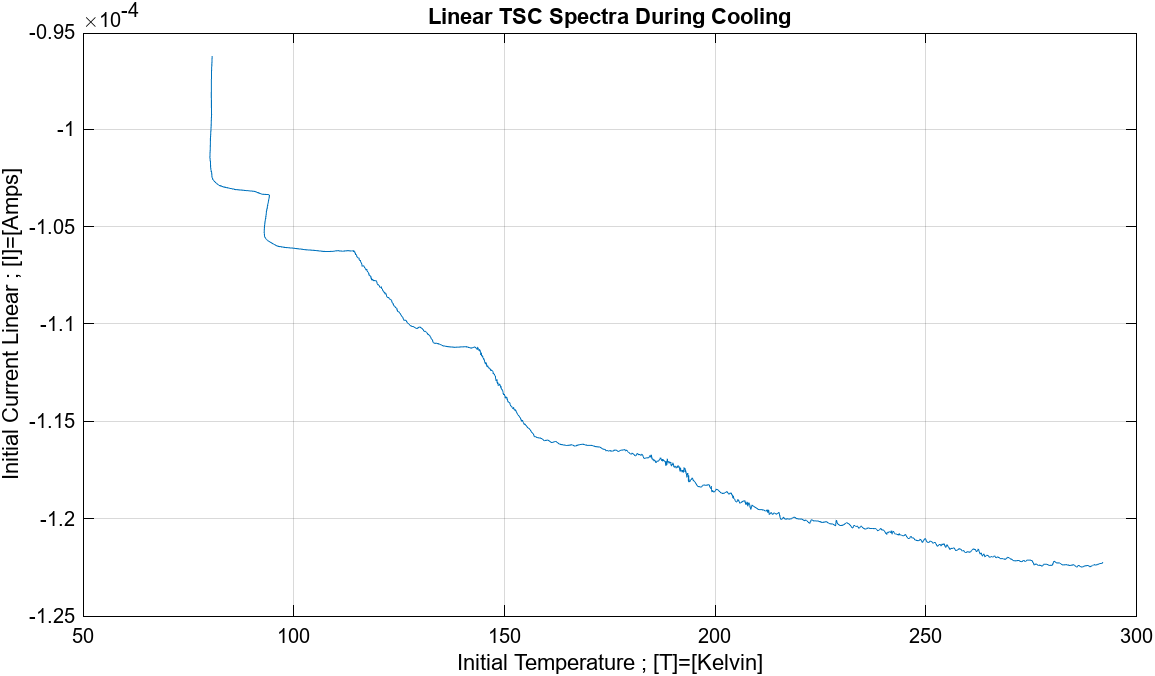 Linear TSC Spectra During Cooling
×10-4
-0.95
-1
-1.05
-1.1
-1.15
-1.2
-1.25
Initial Current Linear ; [I]=[Amps]
50 100 150 200 250 300
Initial Temperature ; [T]=[Kelvin]